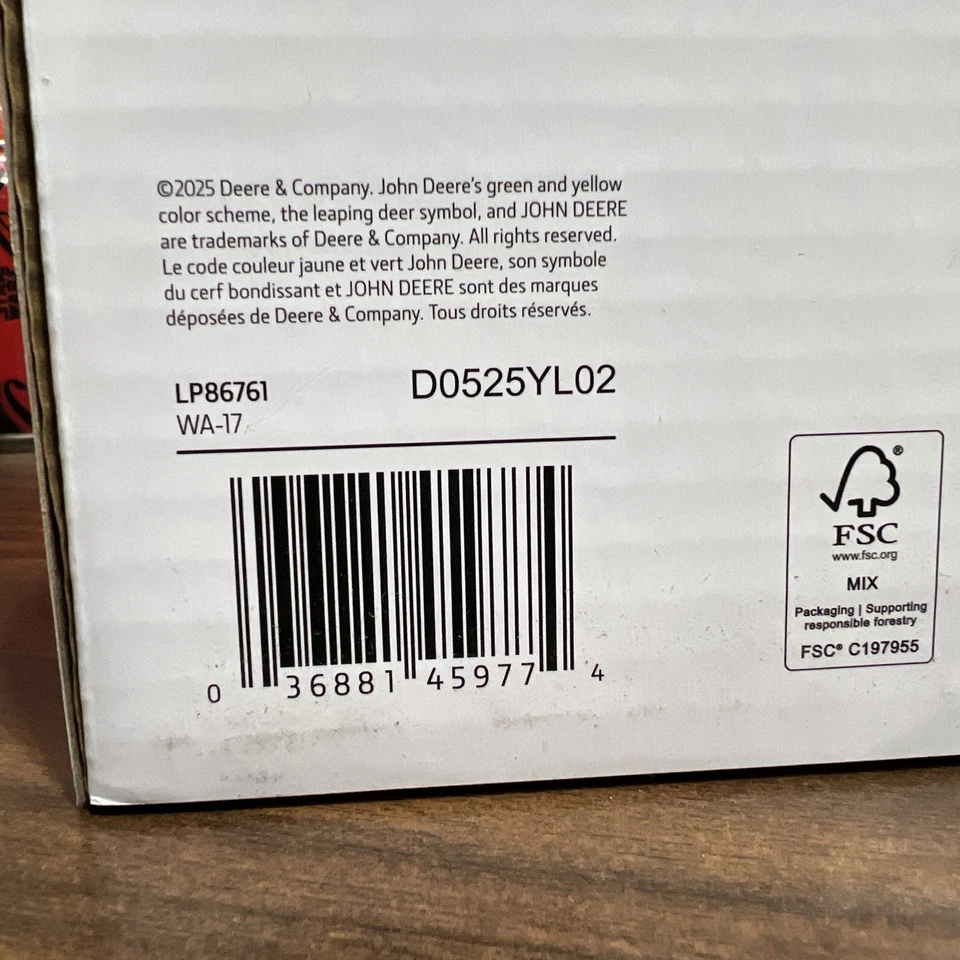 ©2025 Deere & Company. John Deere's green and yellow
color scheme, the leaping deer symbol, and JOHN DEERE
are trademarks of Deere & Company. All rights reserved.
Le code couleur jaune et vert John Deere, son symbole
du cerf bondissant et JOHN DEERE sont des marques
déposées de Deere & Company. Tous droits réservés.
LP86761
D0525YL02
WA-17
0 36881 45977 4
®
FSC
www.fsc.org
MIX
Packaging | Supporting
responsible forestry
FSC® C197955